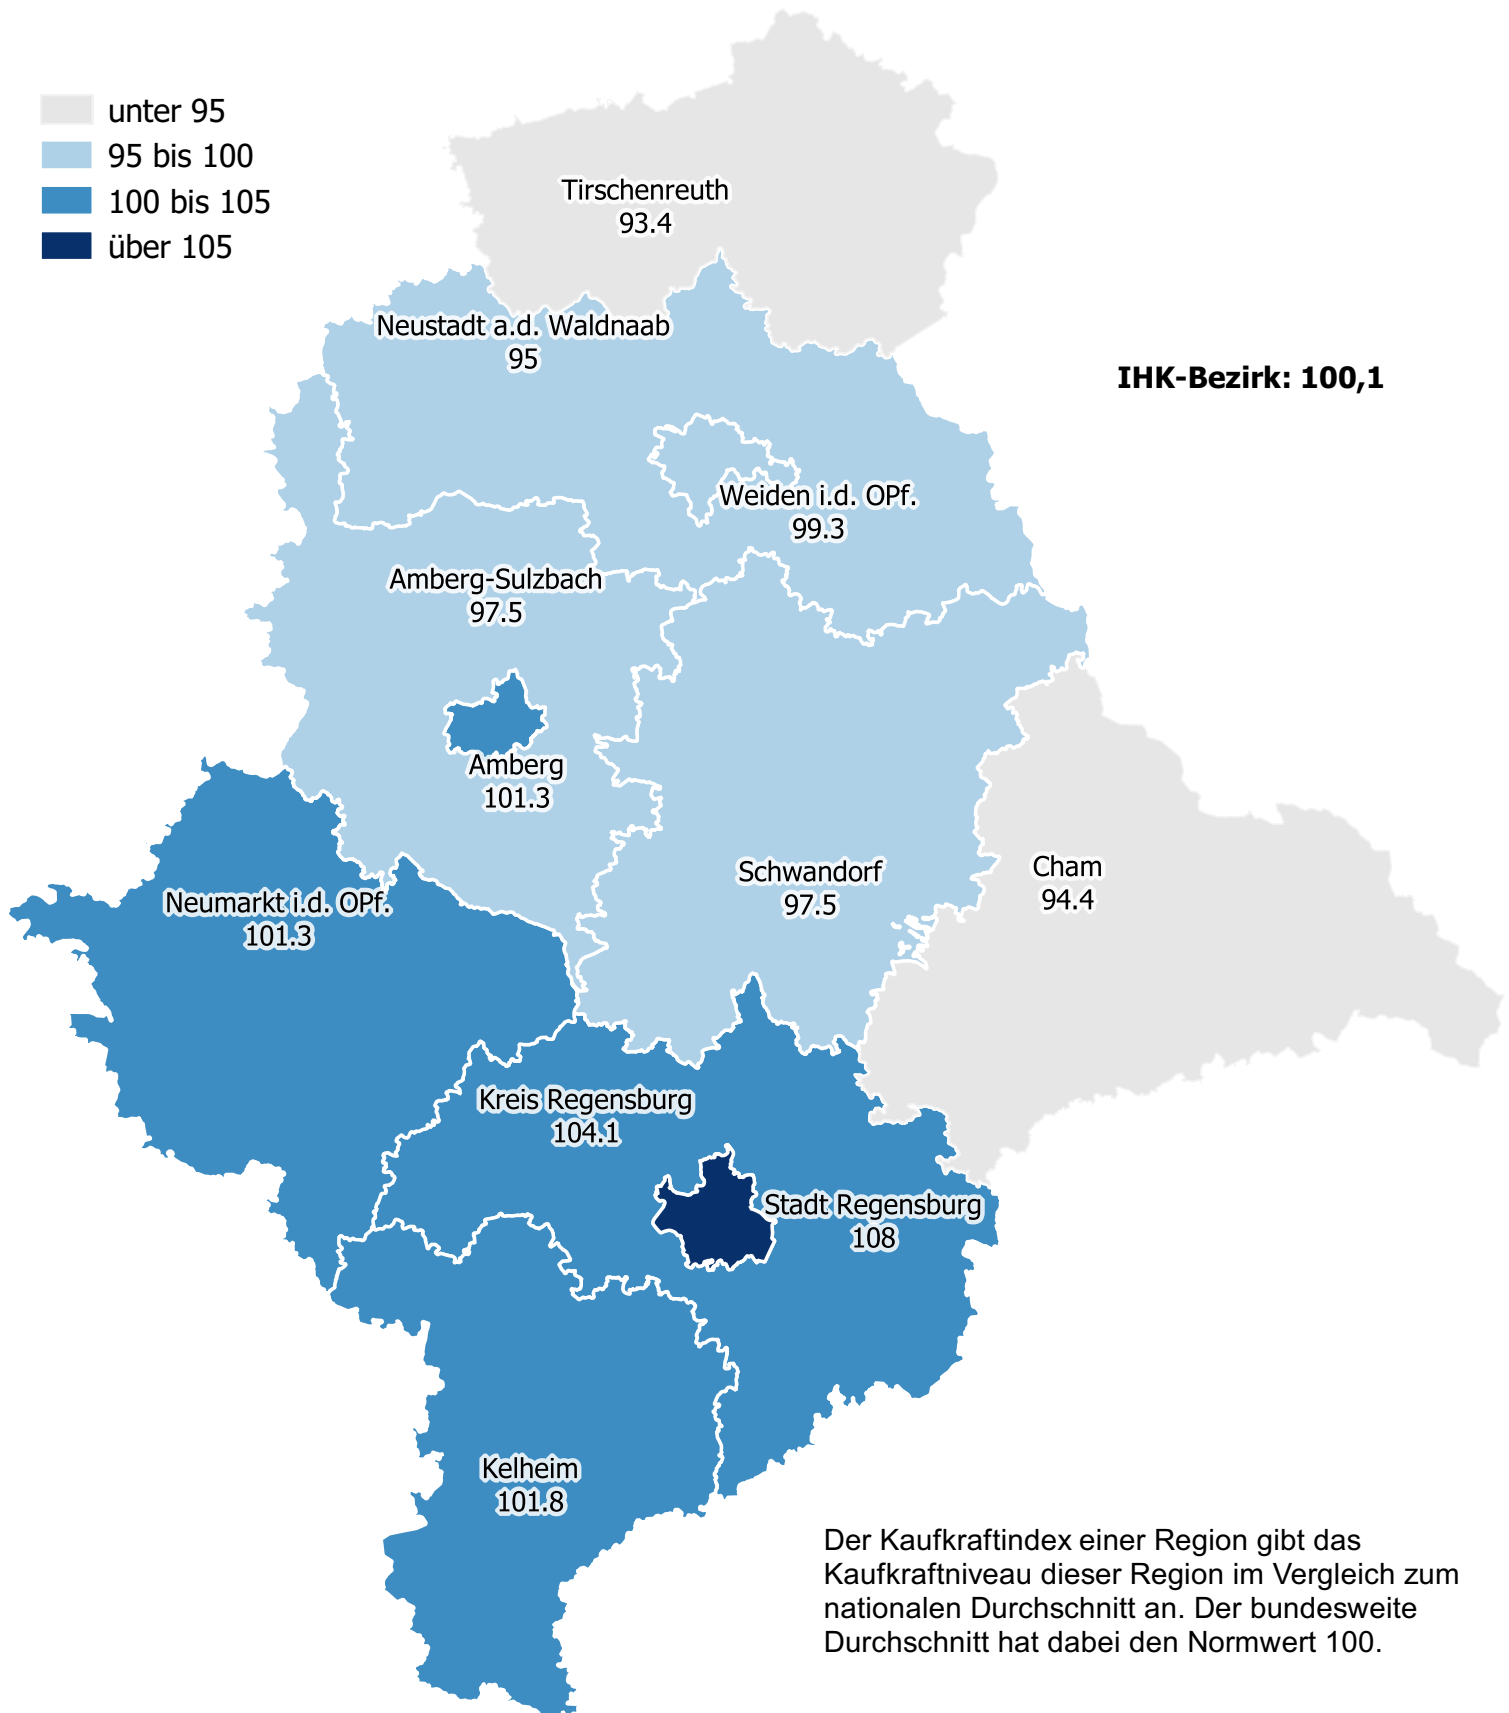 unter 95
95 bis 100
100 bis 105
über 105
Tirschenreuth
93.4
Neustadt a.d. Waldnaab
95
IHK-Bezirk: 100,1
Weiden i.d. OPf.
99.3
Amberg-Sulzbach
97.5
Amberg
101.3
Schwandorf
97.5
Cham
94.4
Neumarkt i.d. OPf.
101.3
Kreis Regensburg
104.1
Stadt Regensburg
108
Kelheim
101.8
Der Kaufkraftindex einer Region gibt das
Kaufkraftniveau dieser Region im Vergleich zum
nationalen Durchschnitt an. Der bundesweite
Durchschnitt hat dabei den Normwert 100.